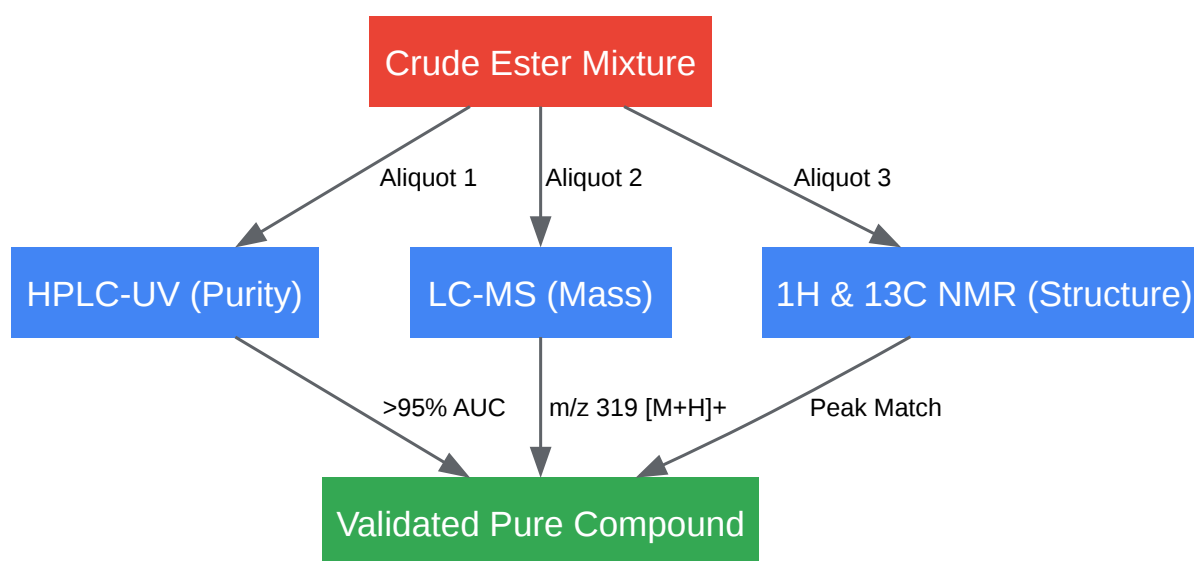 Crude Ester Mixture
Aliquot 1
Aliquot 2
Aliquot 3
HPLC-UV (Purity)
LC-MS (Mass)
1H & 13C NMR (Structure)
>95% AUC
m/z 319 [M+H]+
Peak Match
Validated Pure Compound